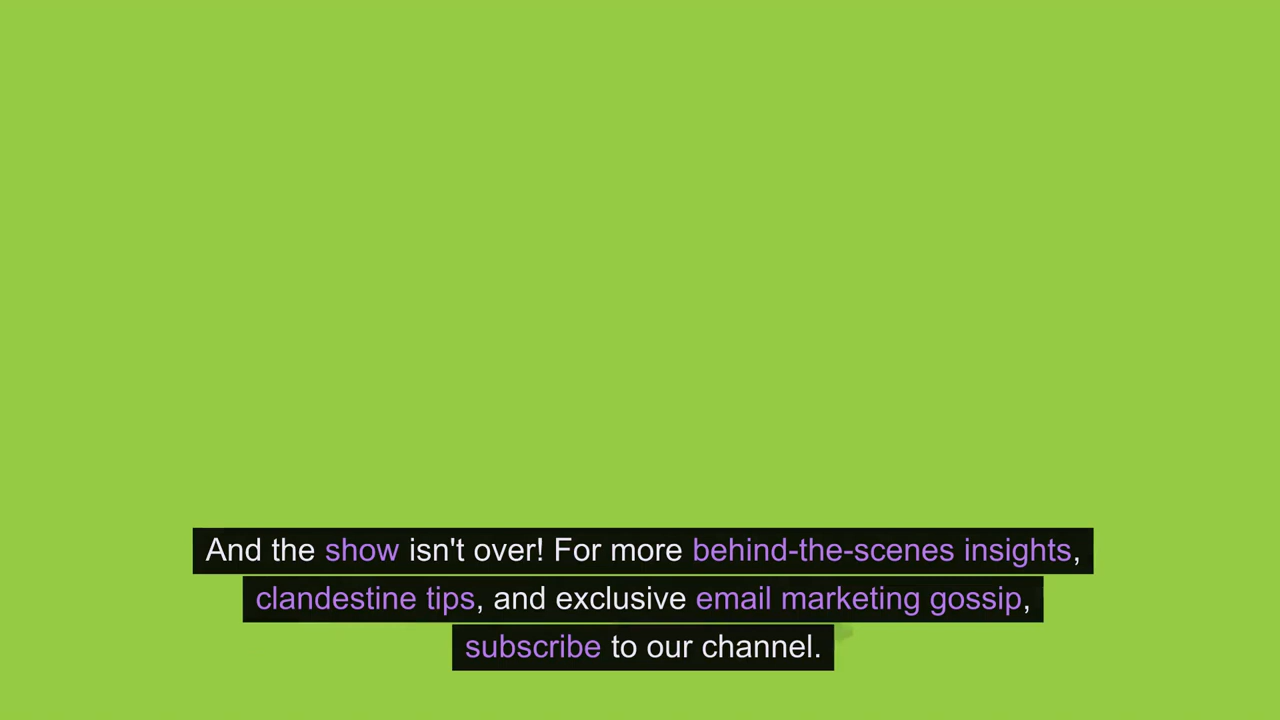 And the show isn't over! For more behind-the-scenes insights,
clandestine tips, and exclusive email marketing gossip,
subscribe to our channel.